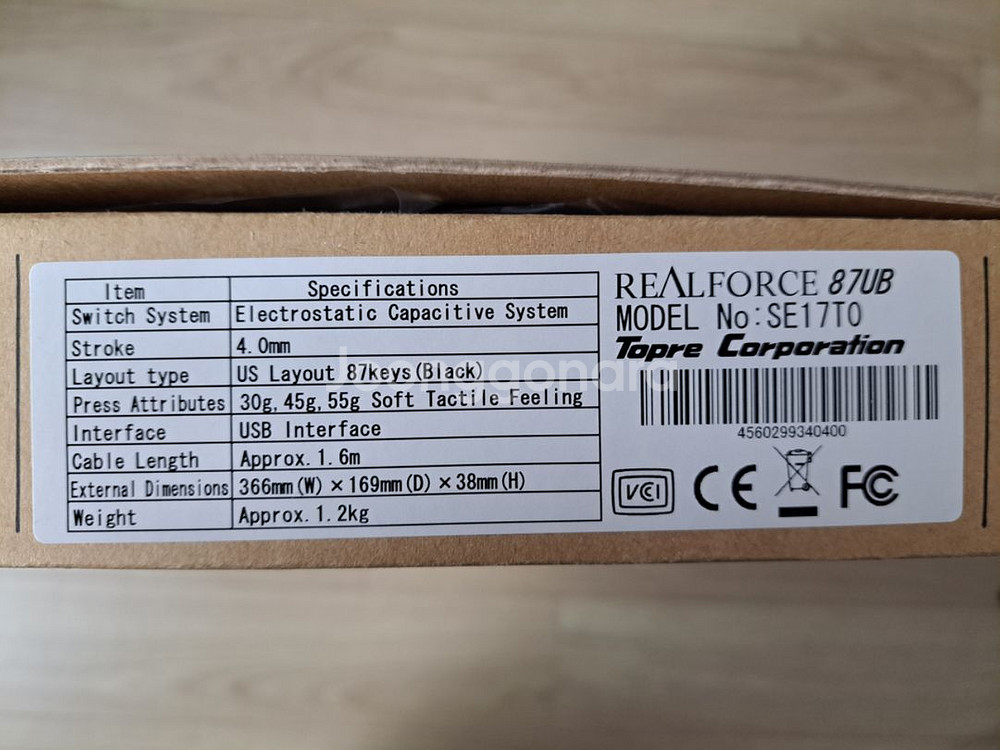 Item Specifications
Switch System Electrostatic Capacitive System
Stroke 4.0mm
Layout type US Layout 87keys(Black)
Press Attributes 30g, 45g, 55g Soft Tactile Feeling
Interface USB Interface
Cable Length Approx. 1.6m
External Dimensions 366mm(W) × 169mm(D) × 38mm(H)
Weight Approx. 1.2kg
REALFORCE 87UB
MODEL No:SE17T0
Topre Corporation
4560299340400
VCI CE FC
Joonggonara